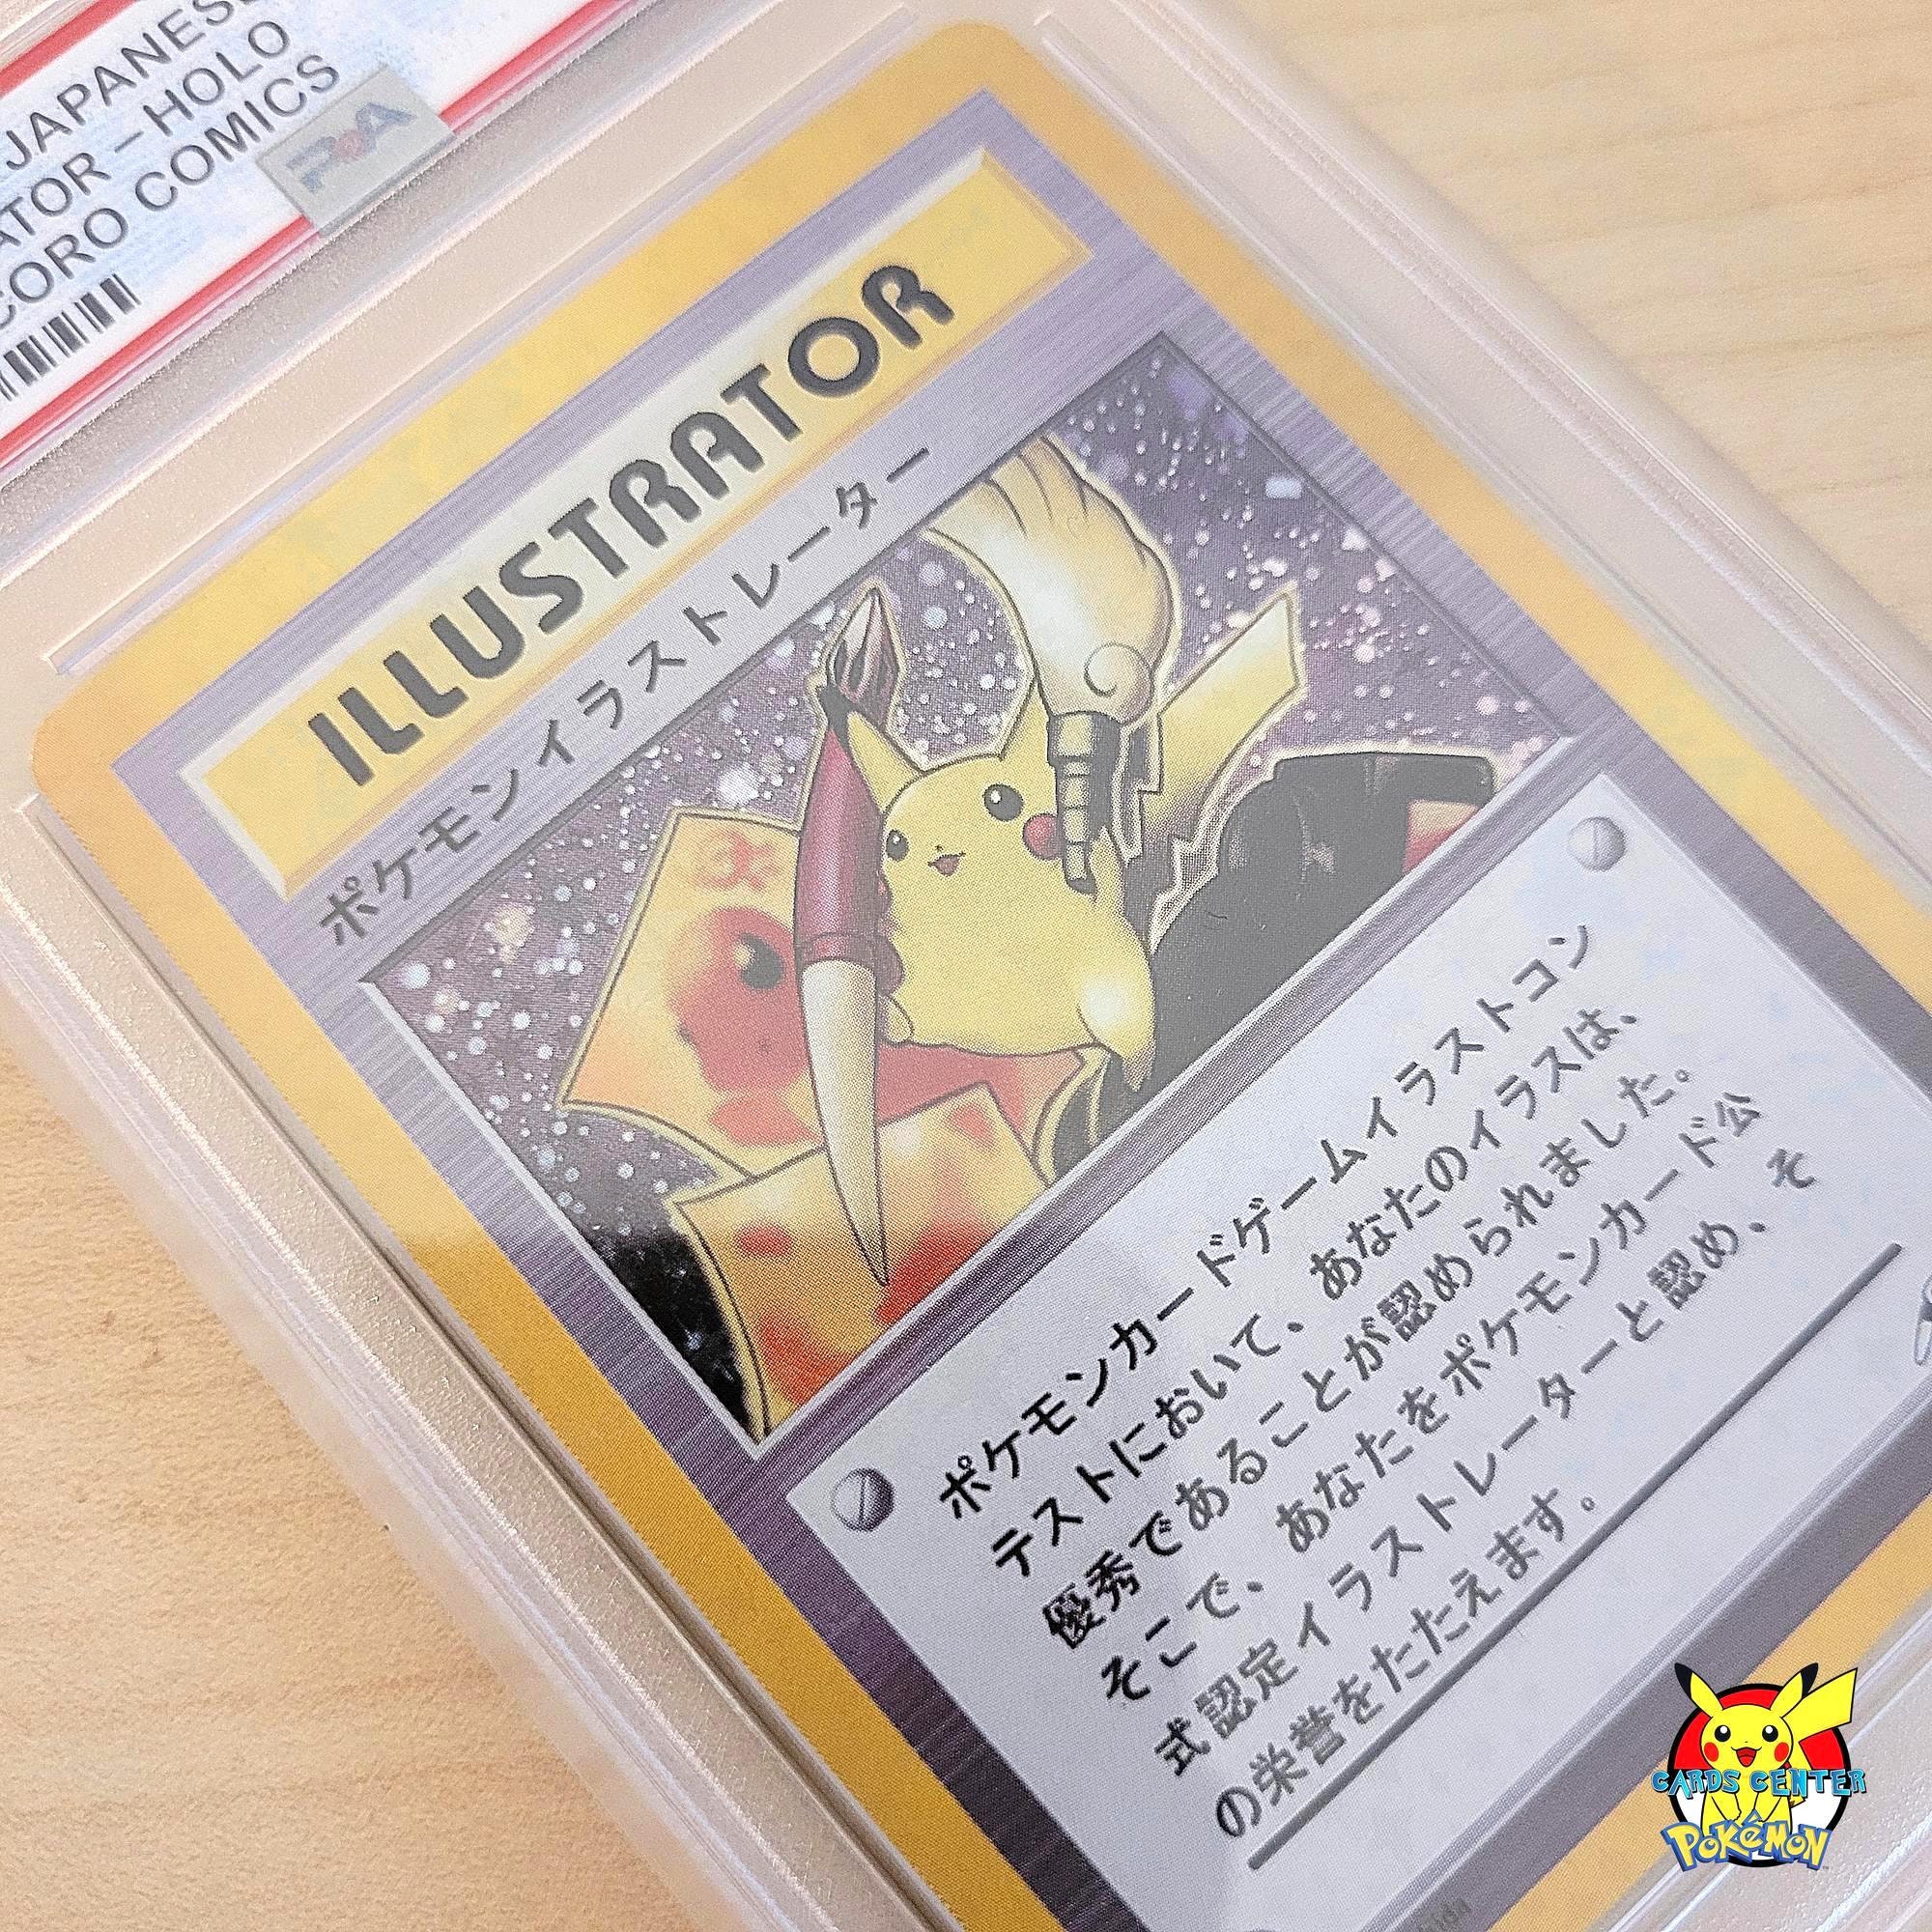 JAPANESE
ATOR-HOLO
CORO COMICS
PSA
ILLUSTRATOR
ポケモンイラストレーター
ポケモンカードゲームイラストコン
テストにおいて、あなたのイラスは、
優秀であることが認められました。
そこで、あなたをポケモンカード公
式認定イラストレーターと認め、そ
の栄誉をたたえます。
CARDS CENTER
POKéMON